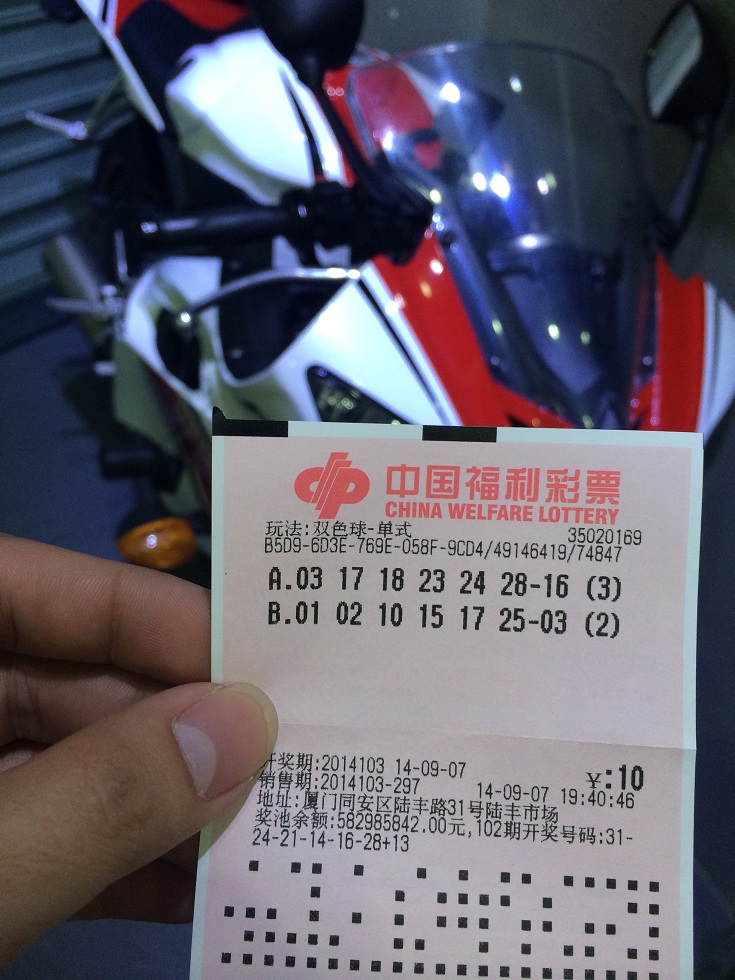 中国福利彩票
CHINA WELFARE LOTTERY
玩法:双色球-单式 35020169
B5D9-6D3E-769E-058F-9CD4/49146419/74847
A.03 17 18 23 24 28-16 (3)
B.01 02 10 15 17 25-03 (2)
开奖期:2014103 14-09-07 ¥:10
销售期:2014103-297 14-09-07 19:40:46
地址:厦门同安区陆丰路31号陆丰市场
奖池余额:582985842.00元,102期开奖号码:31-
24-21-14-16-28+13